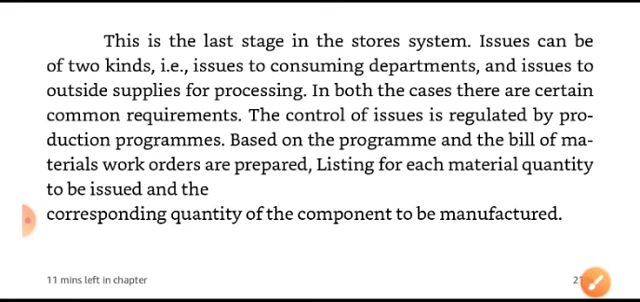 This is the last stage in the stores system. Issues can be
of two kinds, i.e., issues to consuming departments, and issues to
outside supplies for processing. In both the cases there are certain
common requirements. The control of issues is regulated by pro-
duction programmes. Based on the programme and the bill of ma-
terials work orders are prepared, Listing for each material quantity
to be issued and the
corresponding quantity of the component to be manufactured.
11 mins left in chapter